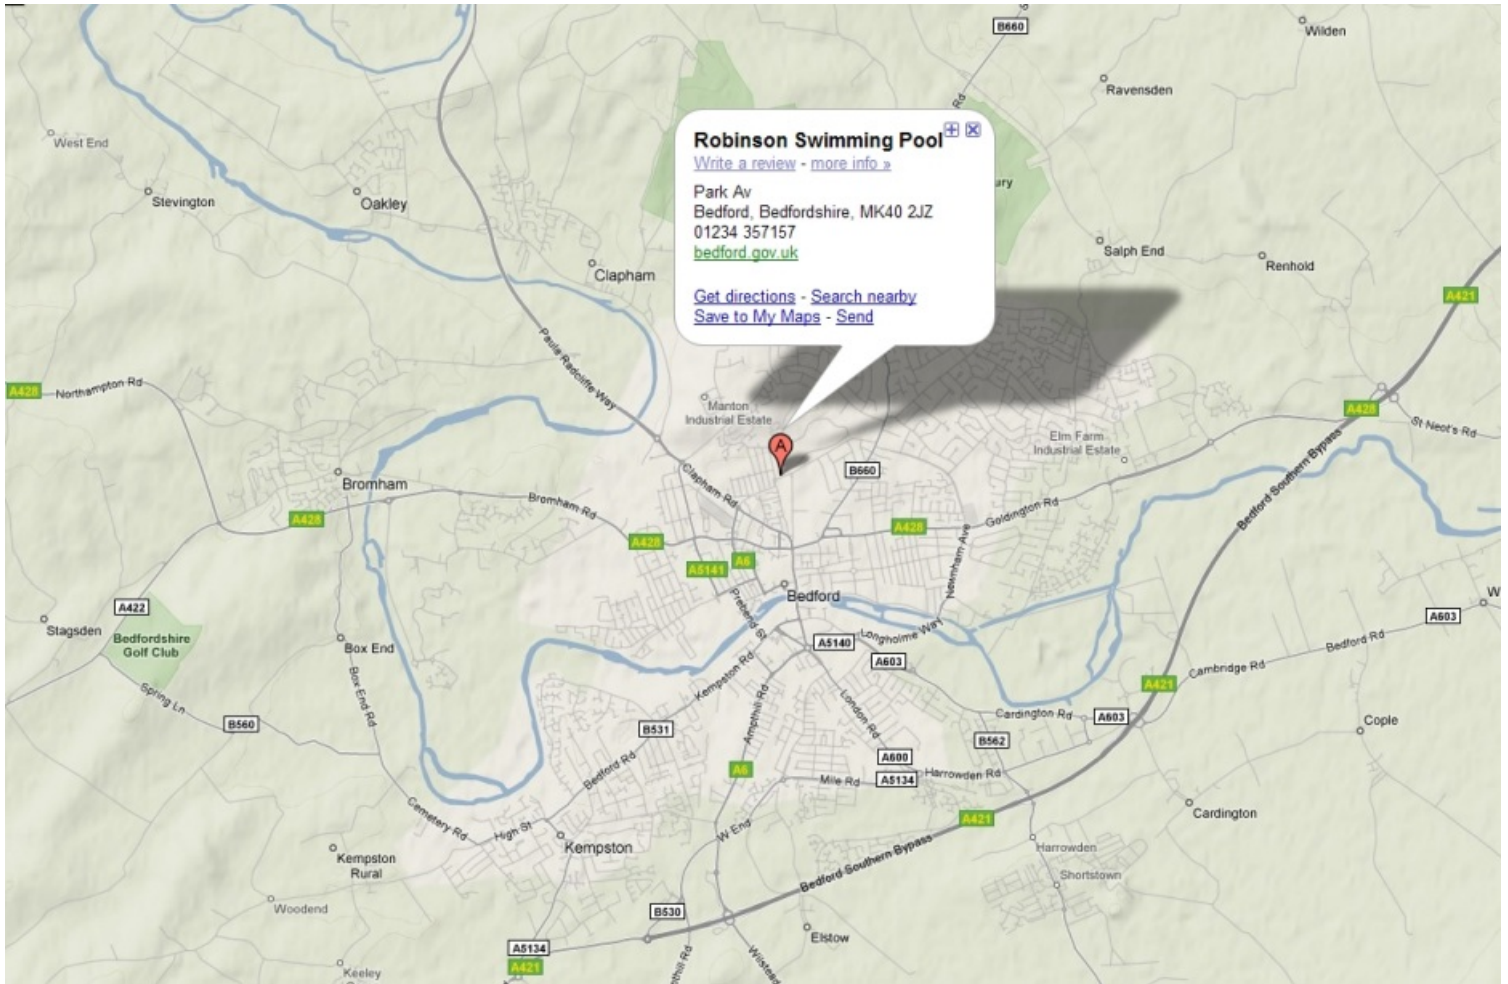 B660
Wilden
Ravensden
Rd
West End
Robinson Swimming Pool
Write a review - more info »
Park Av
Bedford, Bedfordshire, MK40 2JZ
01234 357157
bedford.gov.uk
Get directions - Search nearby
Save to My Maps - Send
ury
Stevington
Oakley
Salph End
Renhold
Clapham
A421
Paula Radcliffe Way
A428
Northampton Rd
Manton
Industrial Estate
A428
St Neot's Rd
Elm Farm
Industrial Estate
A
B660
Bromham
Clapham Rd
Bromham Rd
A428
A428
A428
Goldington Rd
Bedford Southern Bypass
Newnham Ave
A5141
A6
Bedford
Prebend St
A422
Stagsden
Bedfordshire
Golf Club
Box End
Box End Rd
Spring Ln
B560
A5140
Longholme Way
A603
A603
W
Bedford Rd
Cambridge Rd
A421
Kempston Rd
Ampthill Rd
London Rd
Cardington Rd
A603
B562
Cople
B531
Bedford Rd
A6
A600
Mile Rd
A5134
Harrowden Rd
A421
Cardington
Cemetery Rd
High St
W End
Kempston
Kempston
Rural
Bedford Southern Bypass
Harrowden
Shortstown
Woodend
B530
Elstow
A5134
A421
Keeley
thill Rd
Wilstead